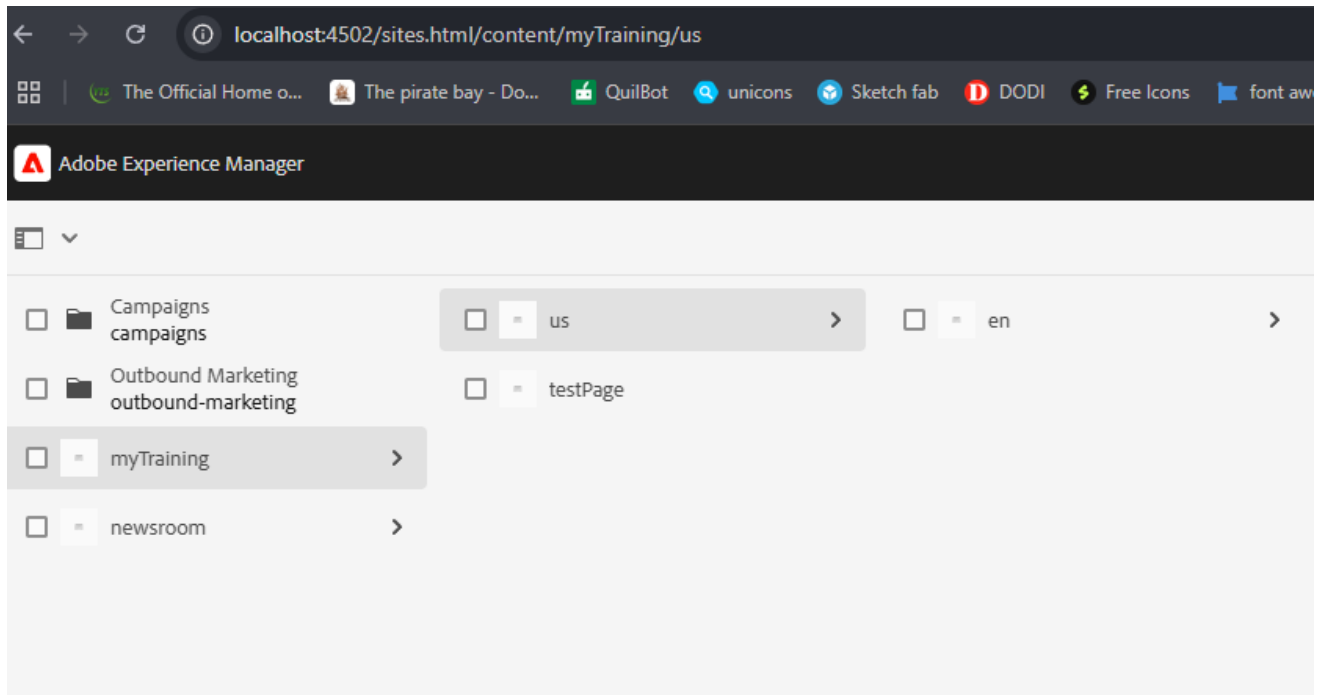 localhost:4502/sites.html/content/myTraining/us
The Official Home o... The pirate bay - Do... QuilBot unicons Sketch fab DODI Free Icons font aw
Adobe Experience Manager
Campaigns
campaigns
us
en
Outbound Marketing
outbound-marketing
testPage
myTraining
newsroom